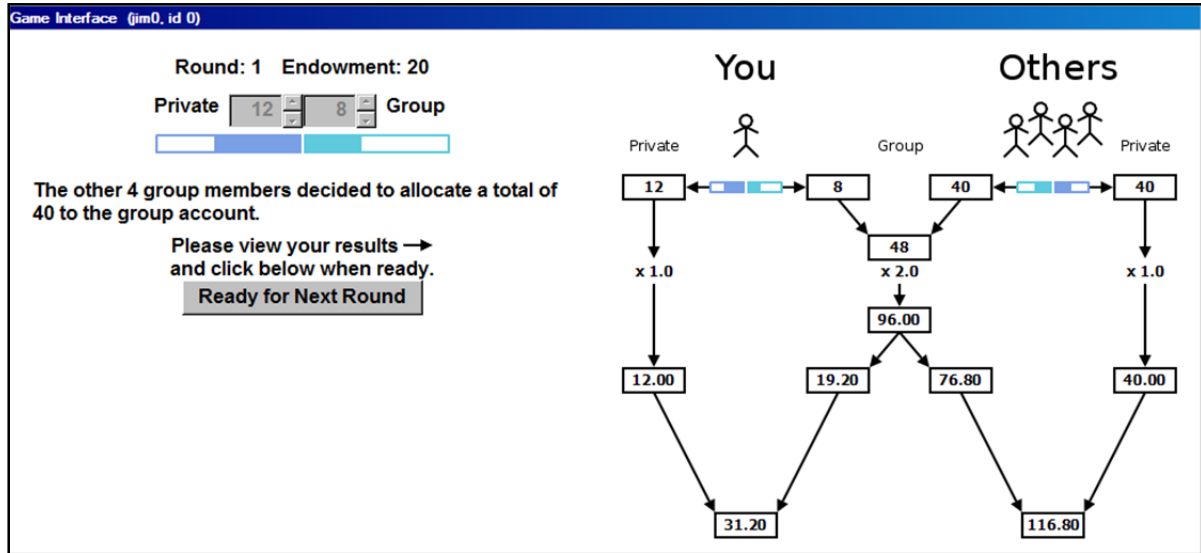 Game Interface (jim0, id 0)
Round: 1 Endowment: 20
Private 12 8 Group
The other 4 group members decided to allocate a total of
40 to the group account.
Please view your results →
and click below when ready.
Ready for Next Round
You Others
Private Group Private
12 8 40 40
48
x 1.0 x 2.0 x 1.0
96.00
12.00 19.20 76.80 40.00
31.20 116.80